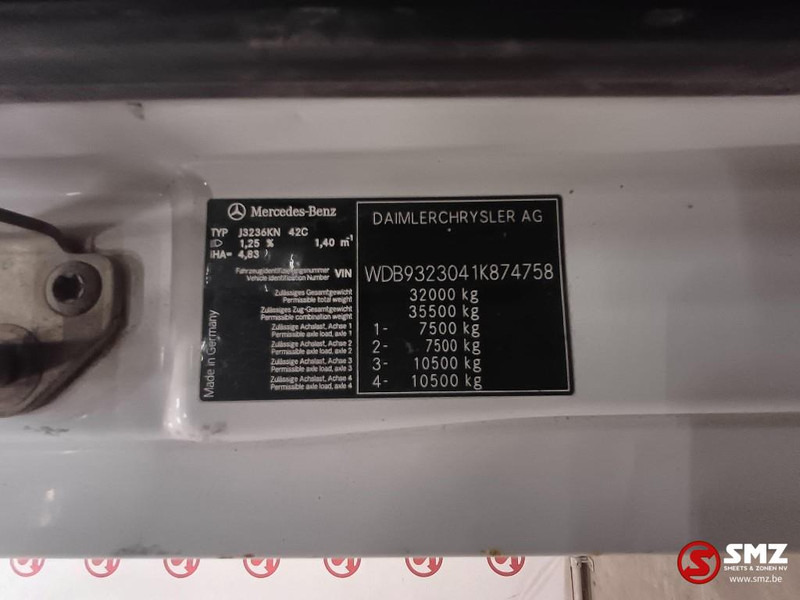 Mercedes-Benz
DAIMLERCHRYSLER AG
TYP J3236KN 42C
1,25 % 1,40 m⁻¹
IHA= 4,83)
Fahrzeugidentifizierungsnummer
Vehicle Identification Number VIN WDB9323041K874758
Zulässiges Gesamtgewicht
Permissible total weight 32000 kg
Zulässiges Zug-Gesamtgewicht
Permissible combination weight 35500 kg
Zulässige Achslast, Achse 1
Permissible axle load, axle 1 1- 7500 kg
Zulässige Achslast, Achse 2
Permissible axle load, axle 2 2- 7500 kg
Zulässige Achslast, Achse 3
Permissible axle load, axle 3 3- 10500 kg
Zulässige Achslast, Achse 4
Permissible axle load, axle 4 4- 10500 kg
Made in Germany
SMZ
SMEETS & ZONEN NV
www.smz.be